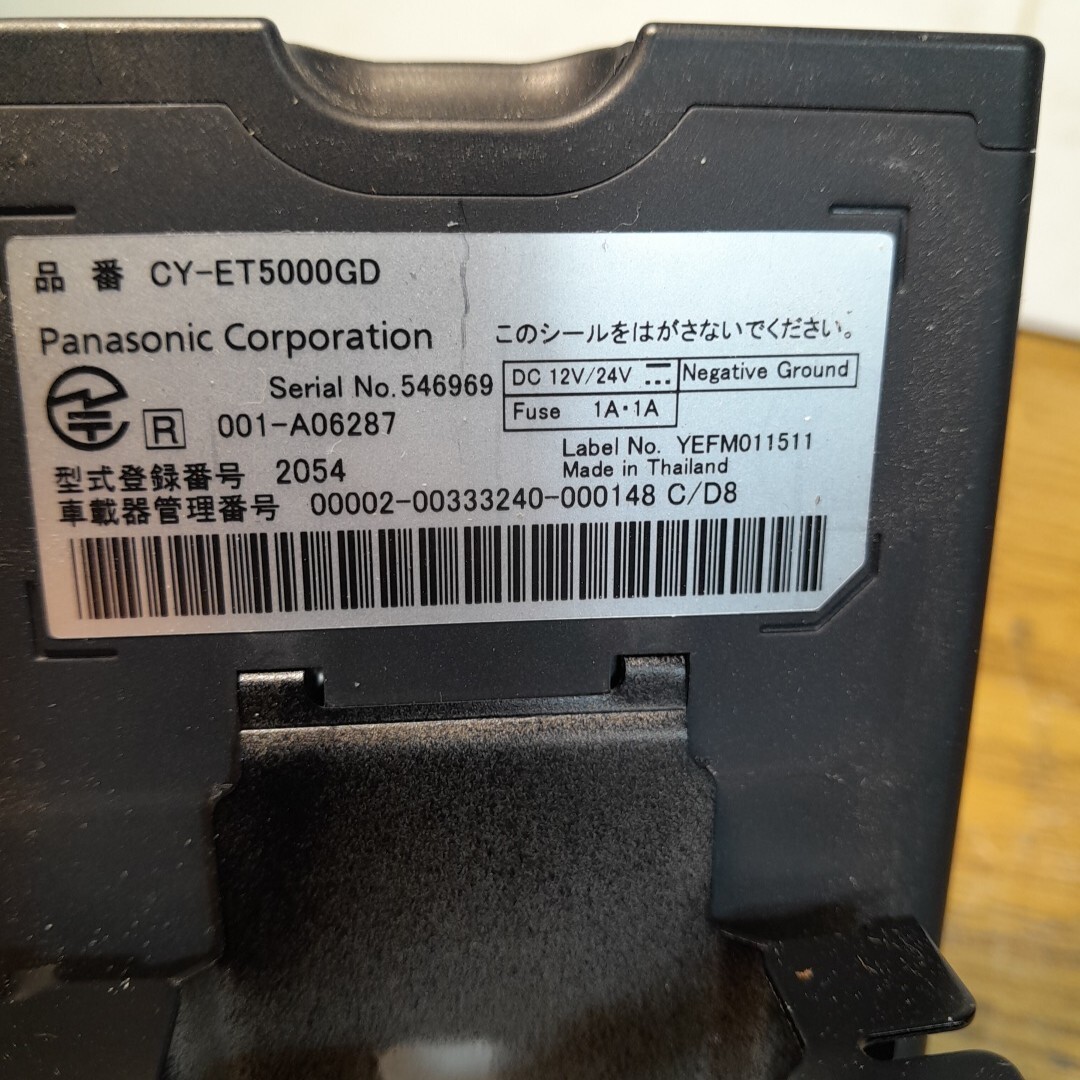 品 番 CY-ET5000GD
Panasonic Corporation
このシールをはがさないでください。
Serial No. 546969
DC 12V/24V Negative Ground
Fuse 1A・1A
R 001-A06287
Label No. YEFM011511
型式登録番号 2054
Made in Thailand
車載器管理番号 00002-00333240-000148 C/D8